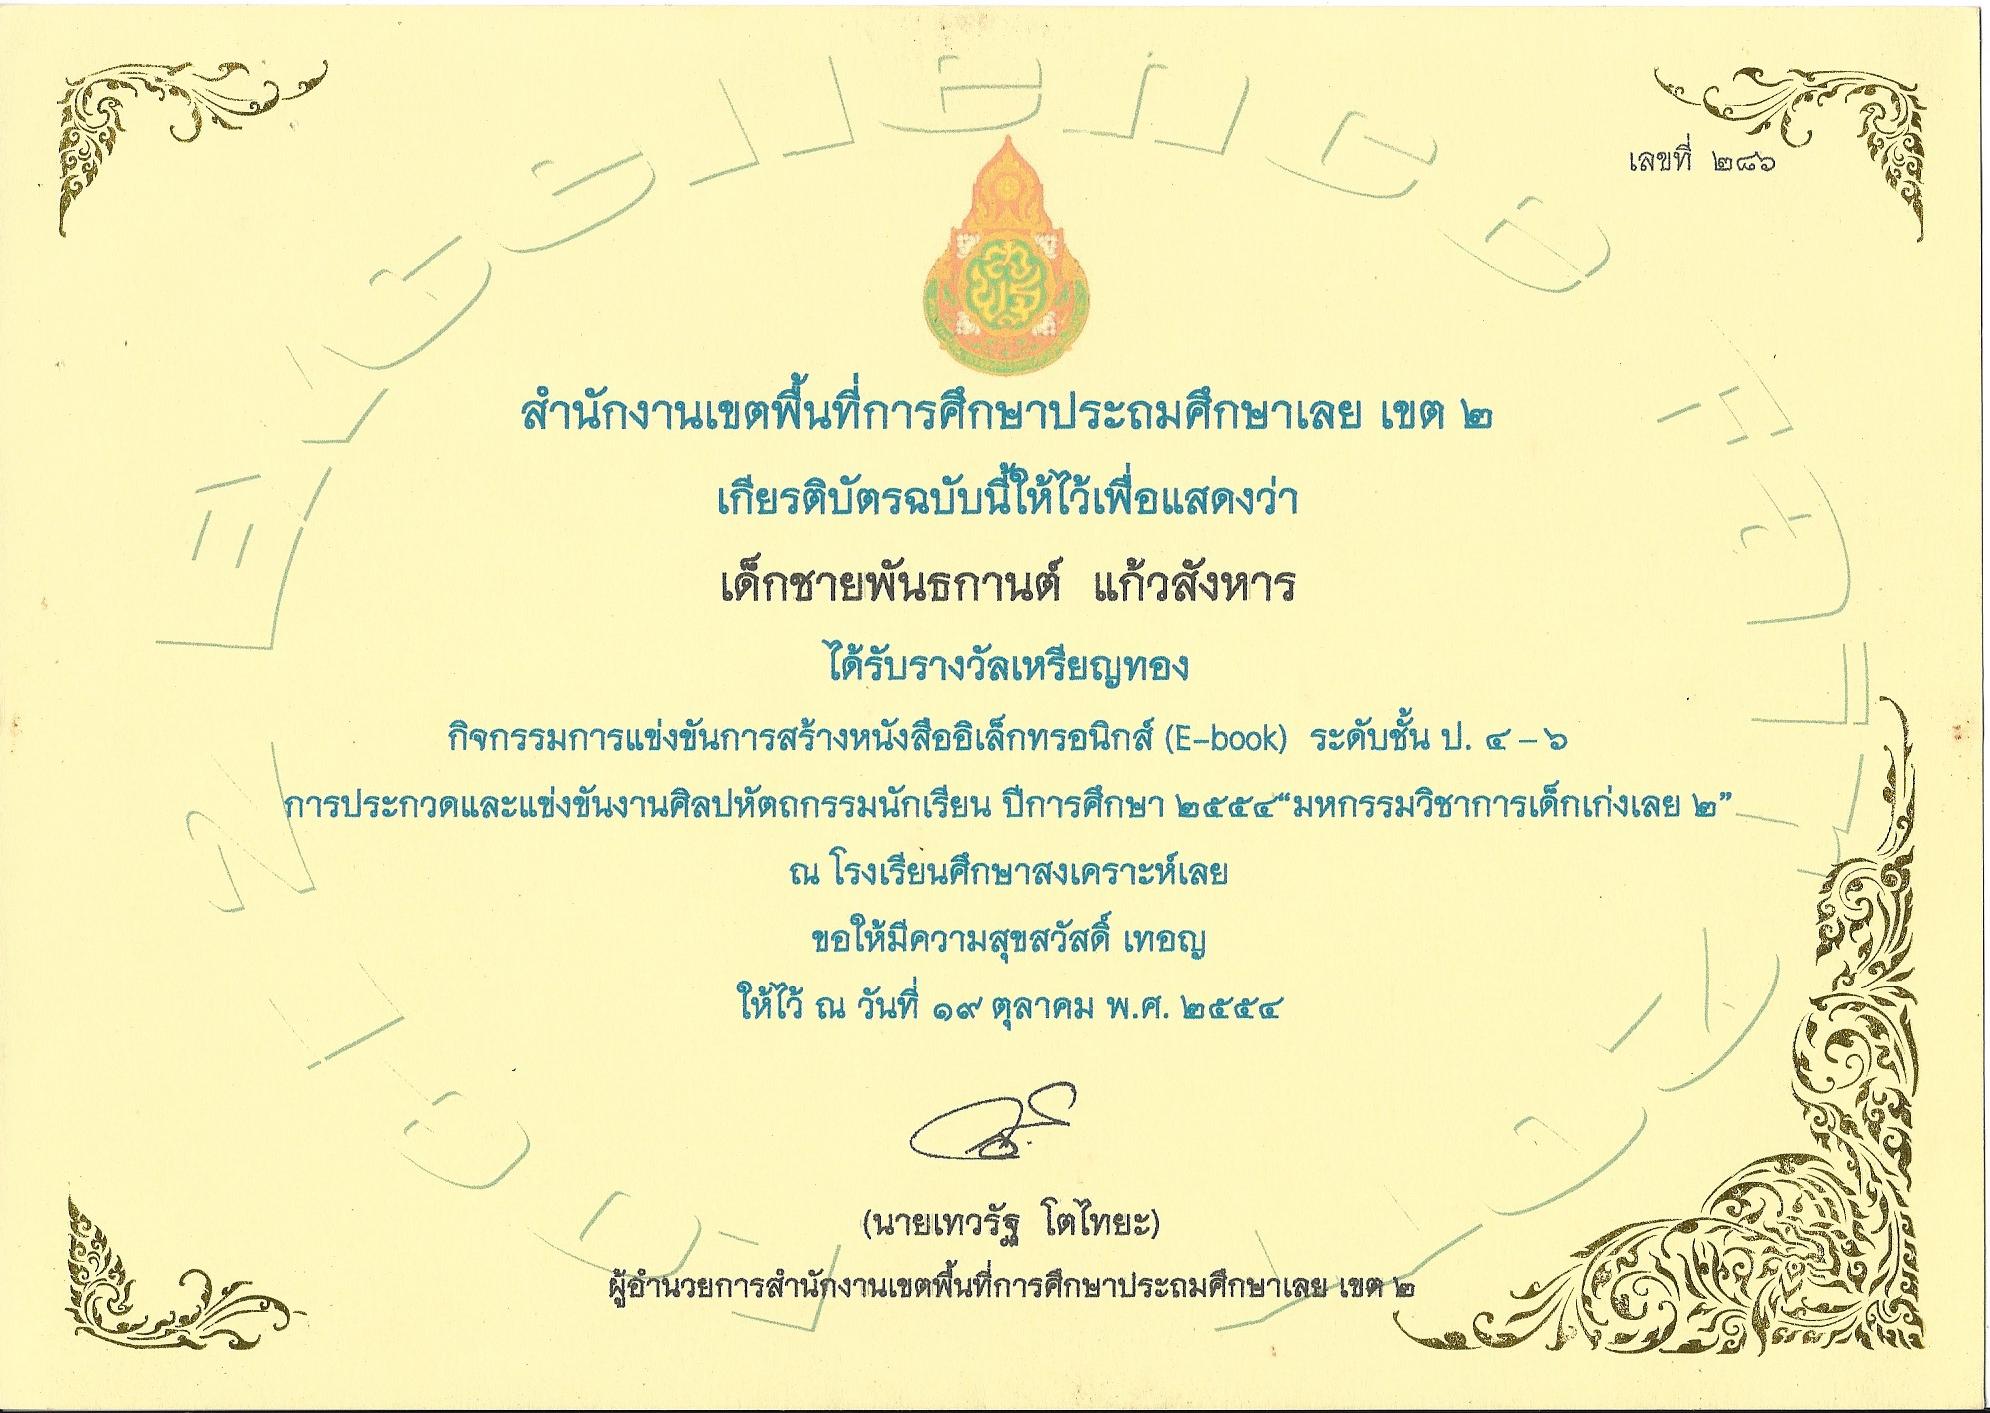 เลขที่ ๒๘๖
สำนักงานเขตพื้นที่การศึกษาประถมศึกษาเลย เขต ๒
เกียรติบัตรฉบับนี้ให้ไว้เพื่อแสดงว่า
เด็กชายพันธกานต์ แก้วสังหาร
ได้รับรางวัลเหรียญทอง
กิจกรรมการแข่งขันการสร้างหนังสืออิเล็กทรอนิกส์ (E-book) ระดับชั้น ป. ๔ – ๖
การประกวดและแข่งขันงานศิลปหัตถกรรมนักเรียน ปีการศึกษา ๒๕๕๔“มหกรรมวิชาการเด็กเก่งเลย ๒”
ณ โรงเรียนศึกษาสงเคราะห์เลย
ขอให้มีความสุขสวัสดิ์ เทอญ
ให้ไว้ ณ วันที่ ๑๙ ตุลาคม พ.ศ. ๒๕๕๔
(นายเทวรัฐ โตไทยะ)
ผู้อำนวยการสำนักงานเขตพื้นที่การศึกษาประถมศึกษาเลย เขต ๒